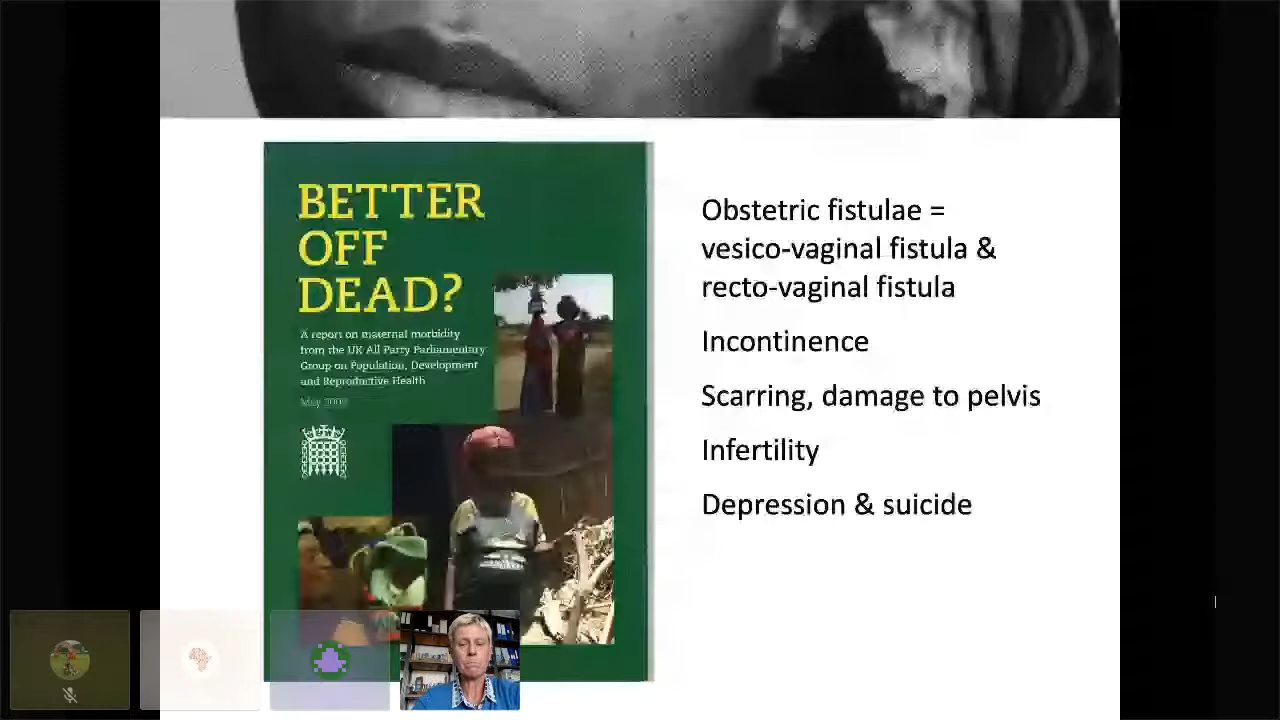 BETTER
OFF
DEAD?
A report on maternal morbidity
from the UK All Party Parliamentary
Group on Population, Development
and Reproductive Health
May
Obstetric fistulae =
vesico-vaginal fistula &
recto-vaginal fistula
Incontinence
Scarring, damage to pelvis
Infertility
Depression & suicide